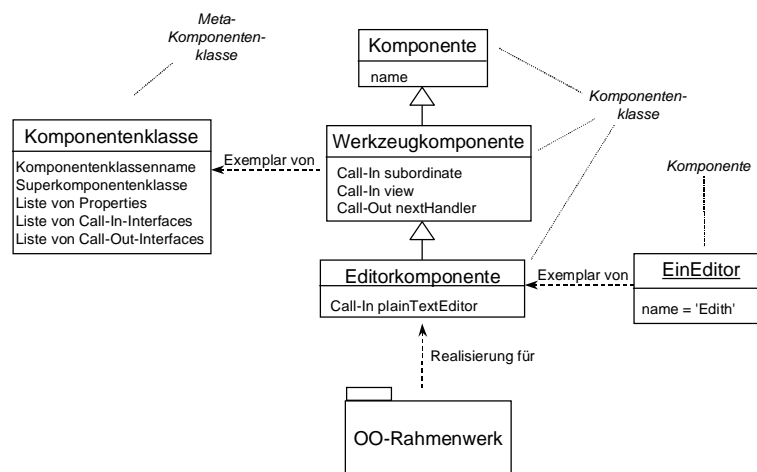 Meta-
Komponenten-
klasse
Komponente
name
Komponenten-
klasse
Komponentenklasse
Komponentenklassenname
Superkomponentenklasse
Liste von Properties
Liste von Call-In-Interfaces
Liste von Call-Out-Interfaces
Exemplar von
Werkzeugkomponente
Call-In subordinate
Call-In view
Call-Out nextHandler
Komponente
Editorkomponente
Call-In plainTextEditor
Exemplar von
EinEditor
name = 'Edith'
Realisierung für
OO-Rahmenwerk